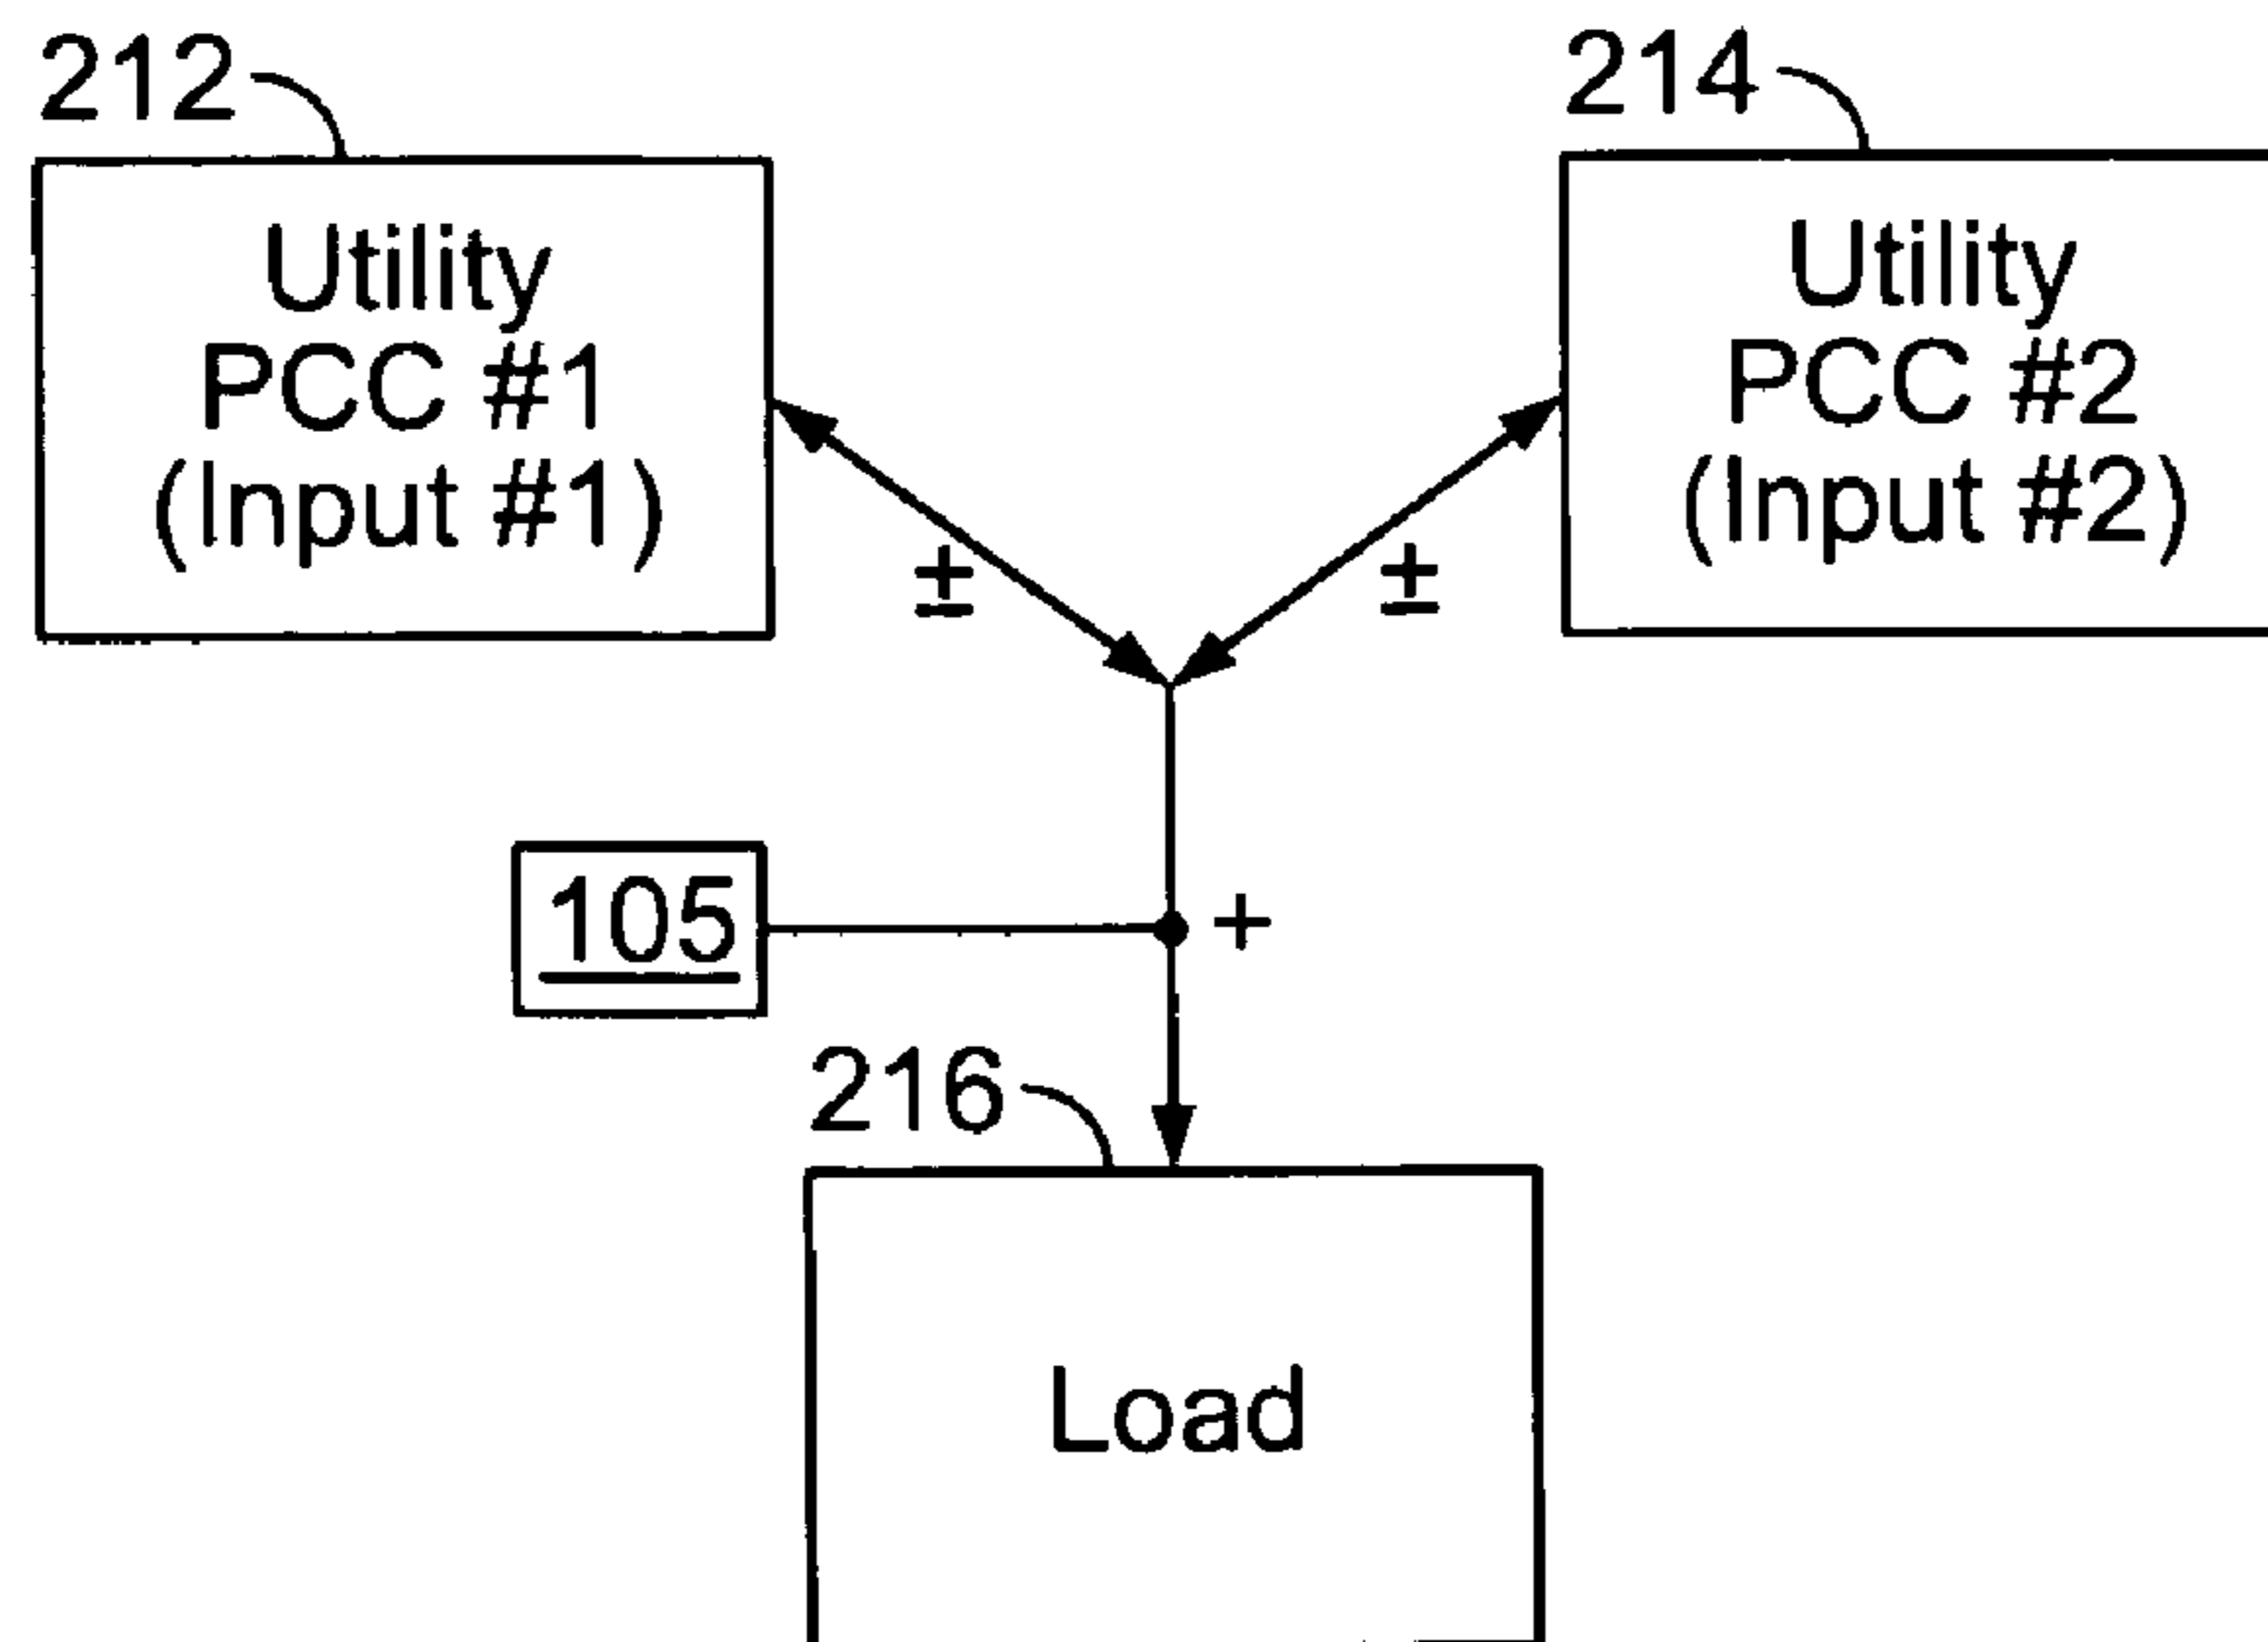 212
214
Utility
PCC #1
(Input #1)
Utility
PCC #2
(Input #2)
±
±
105
+
216
Load